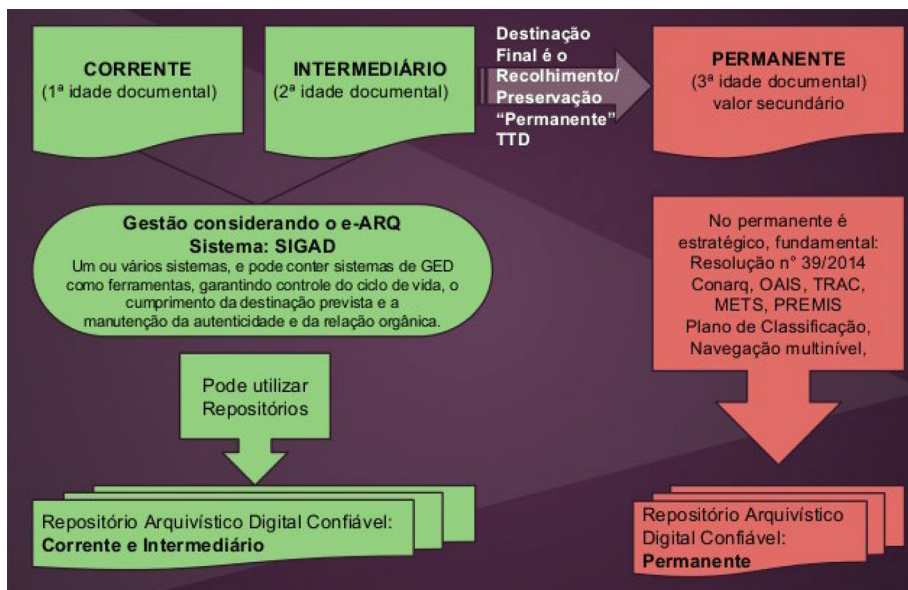 CORRENTE
(1ª idade documental)
INTERMEDIÁRIO
(2ª idade documental)
Destinação
Final é o
Recolhimento/
Preservação
“Permanente”
TTD
PERMANENTE
(3ª idade documental)
valor secundário
Gestão considerando o e-ARQ
Sistema: SIGAD
Um ou vários sistemas, e pode conter sistemas de GED
como ferramentas, garantindo controle do ciclo de vida, o
cumprimento da destinação prevista e a
manutenção da autenticidade e da relação orgânica.
No permanente é
estratégico, fundamental:
Resolução n° 39/2014
Conarq, OAIS, TRAC,
METS, PREMIS
Plano de Classificação,
Navegação multinível,
Pode utilizar
Repositórios
Repositório Arquivístico Digital Confiável:
Corrente e Intermediário
Repositório Arquivístico
Digital Confiável:
Permanente